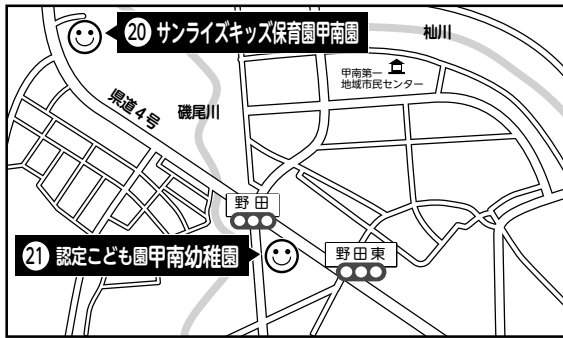 ⑳ サンライズキッズ保育園甲南園
杣川
甲南第一
地域市民センター
県道4号
磯尾川
野田
㉑ 認定こども園甲南幼稚園
野田東